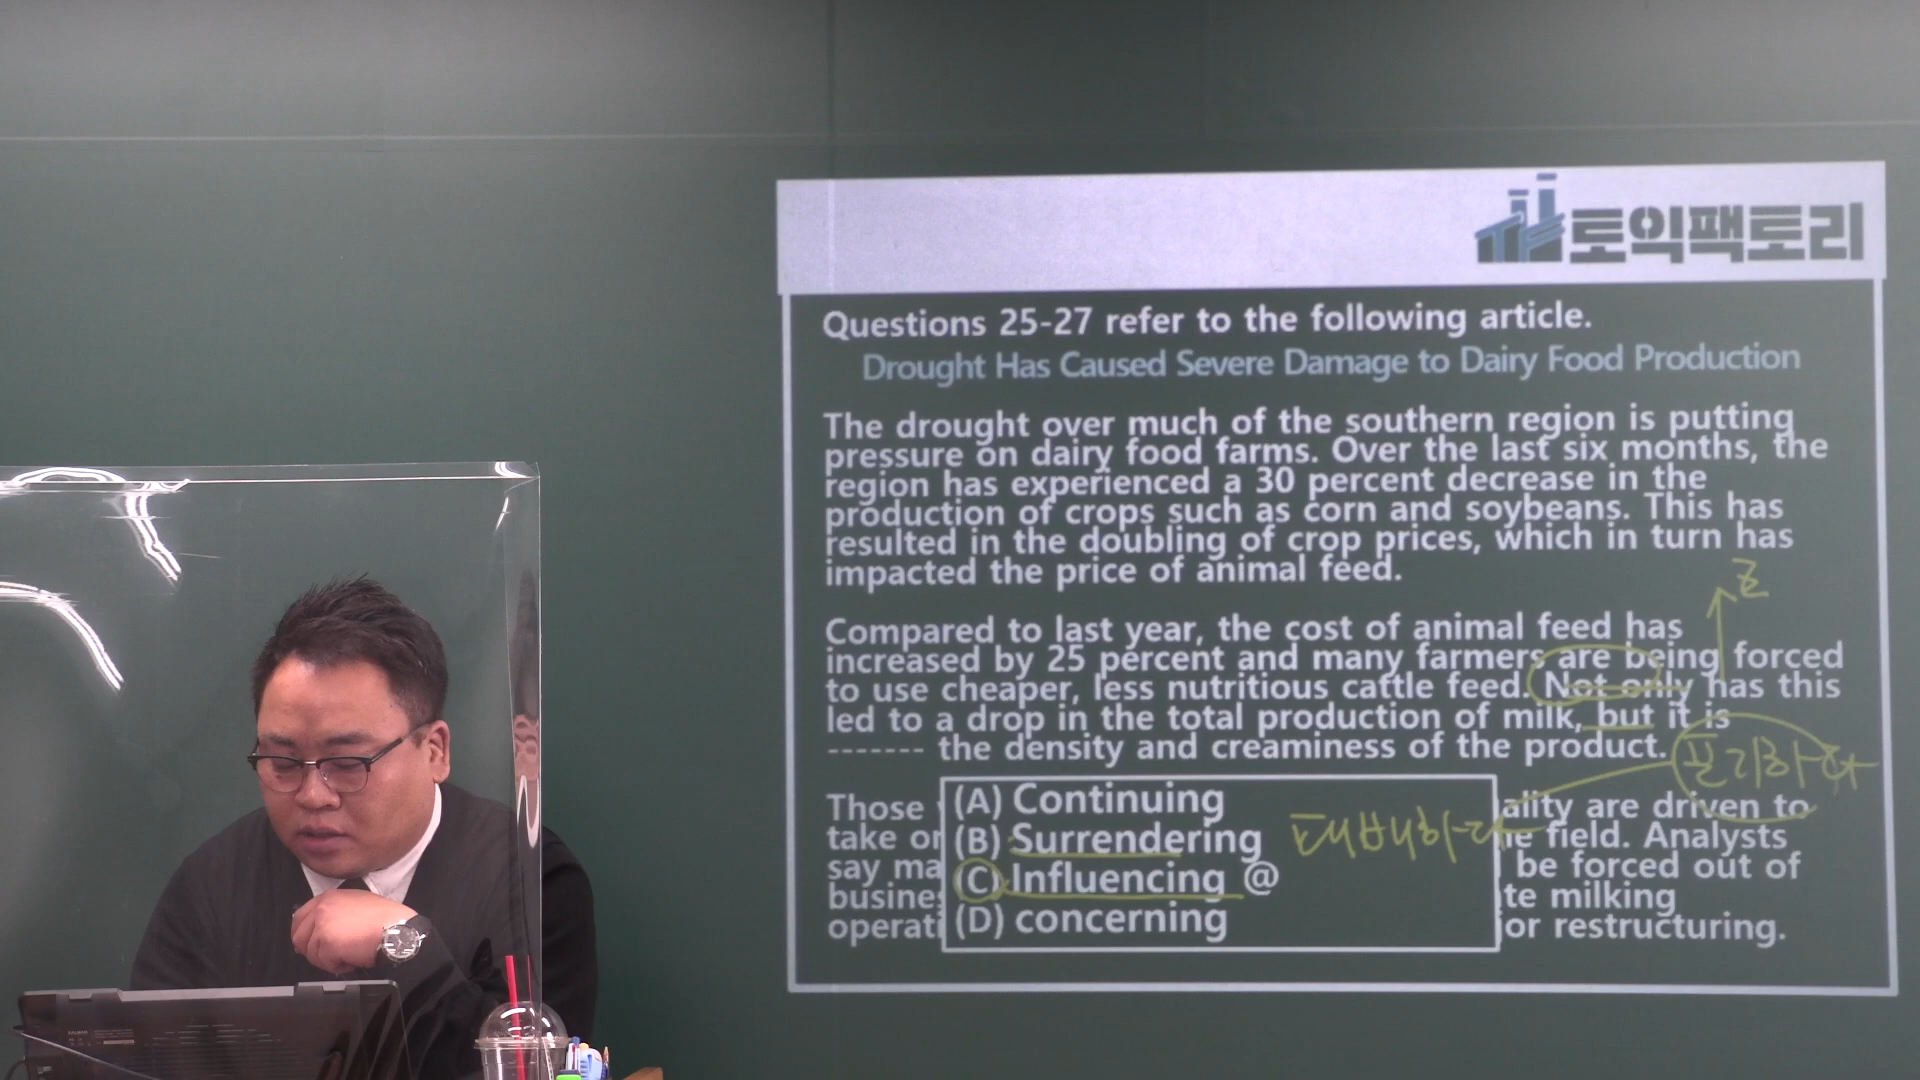 토익팩토리
Questions 25-27 refer to the following article.
Drought Has Caused Severe Damage to Dairy Food Production
The drought over much of the southern region is putting
pressure on dairy food farms. Over the last six months, the
region has experienced a 30 percent decrease in the
production of crops such as corn and soybeans. This has
resulted in the doubling of crop prices, which in turn has
impacted the price of animal feed.
Compared to last year, the cost of animal feed has
increased by 25 percent and many farmers are being forced
to use cheaper, less nutritious cattle feed. Not only has this
led to a drop in the total production of milk, but it is
------- the density and creaminess of the product.
포기하다
Those
take or
say ma
busines
operati
(A) Continuing
(B) Surrendering
(C) Influencing @
(D) concerning
ality are driven to
ne field. Analysts
be forced out of
te milking
or restructuring.